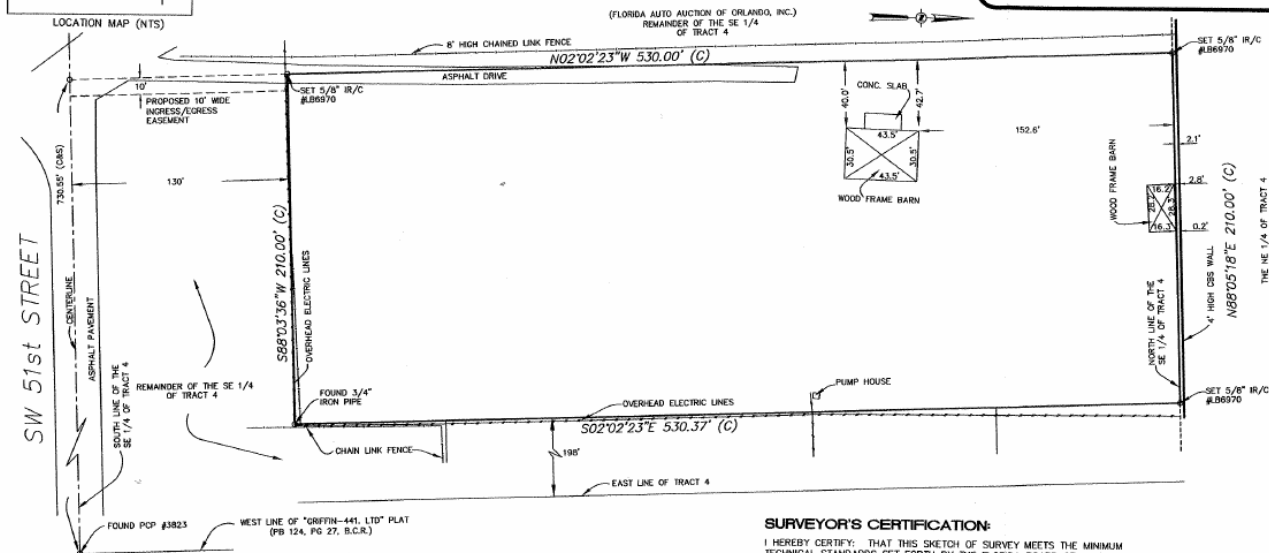 LOCATION MAP (NTS)
(FLORIDA AUTO AUCTION OF ORLANDO, INC.)
REMAINDER OF THE SE 1/4
OF TRACT 4
8' HIGH CHAINED LINK FENCE
N02°02'23"W 530.00' (C)
ASPHALT DRIVE
SET 5/8" IR/C
#LB6970
SET 5/8" IR/C
#LB6970
10'
PROPOSED 10' WIDE
INGRESS/EGRESS
EASEMENT
730.55' (C&S)
130'
40.0'
CONC. SLAB
42.7'
43.5'
30.5'
30.5'
43.5'
WOOD FRAME BARN
152.6'
2.1'
WOOD FRAME BARN
2.8'
16.2'
28.2'
28.3'
16.3'
0.2'
N88°05'18"E 210.00' (C)
THE NE 1/4 OF TRACT 4
4' HIGH CBS WALL
NORTH LINE OF THE
SE 1/4 OF TRACT 4
SW 51st STREET
CENTERLINE
ASPHALT PAVEMENT
SOUTH LINE OF THE
SE 1/4 OF TRACT 4
S88°03'36"W 210.00' (C)
OVERHEAD ELECTRIC LINES
REMAINDER OF THE SE 1/4
OF TRACT 4
FOUND 3/4"
IRON PIPE
PUMP HOUSE
OVERHEAD ELECTRIC LINES
SET 5/8" IR/C
#LB6970
S02°02'23"E 530.37' (C)
CHAIN LINK FENCE
198'
EAST LINE OF TRACT 4
FOUND PCP #3823
WEST LINE OF "GRIFFIN-441, LTD" PLAT
(PB 124, PG 27, B.C.R.)
SURVEYOR'S CERTIFICATION:
I HEREBY CERTIFY: THAT THIS SKETCH OF SURVEY MEETS THE MINIMUM